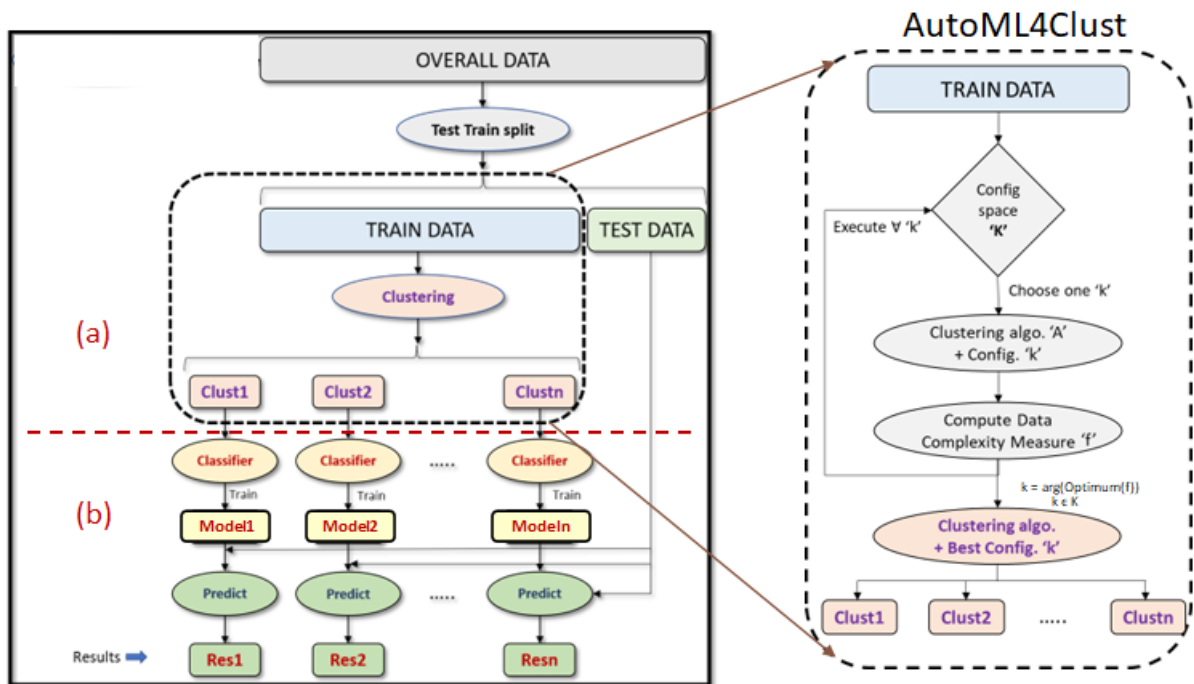 AutoML4Clust
OVERALL DATA
Test Train split
TRAIN DATA
TEST DATA
Clustering
(a)
Clust1
Clust2
Clustn
Classifier
Classifier
.....
Classifier
Train
Train
Train
(b)
Model1
Model2
Modeln
Predict
Predict
.....
Predict
Results
Res1
Res2
Resn
TRAIN DATA
Config
space
‘K’
Execute ∀ ‘k’
Choose one ‘k’
Clustering algo. ‘A’
+ Config. ‘k’
Compute Data
Complexity Measure ‘f’
k = arg(Optimum(f))
k ϵ K
Clustering algo.
+ Best Config. ‘k’
Clust1
Clust2
.....
Clustn